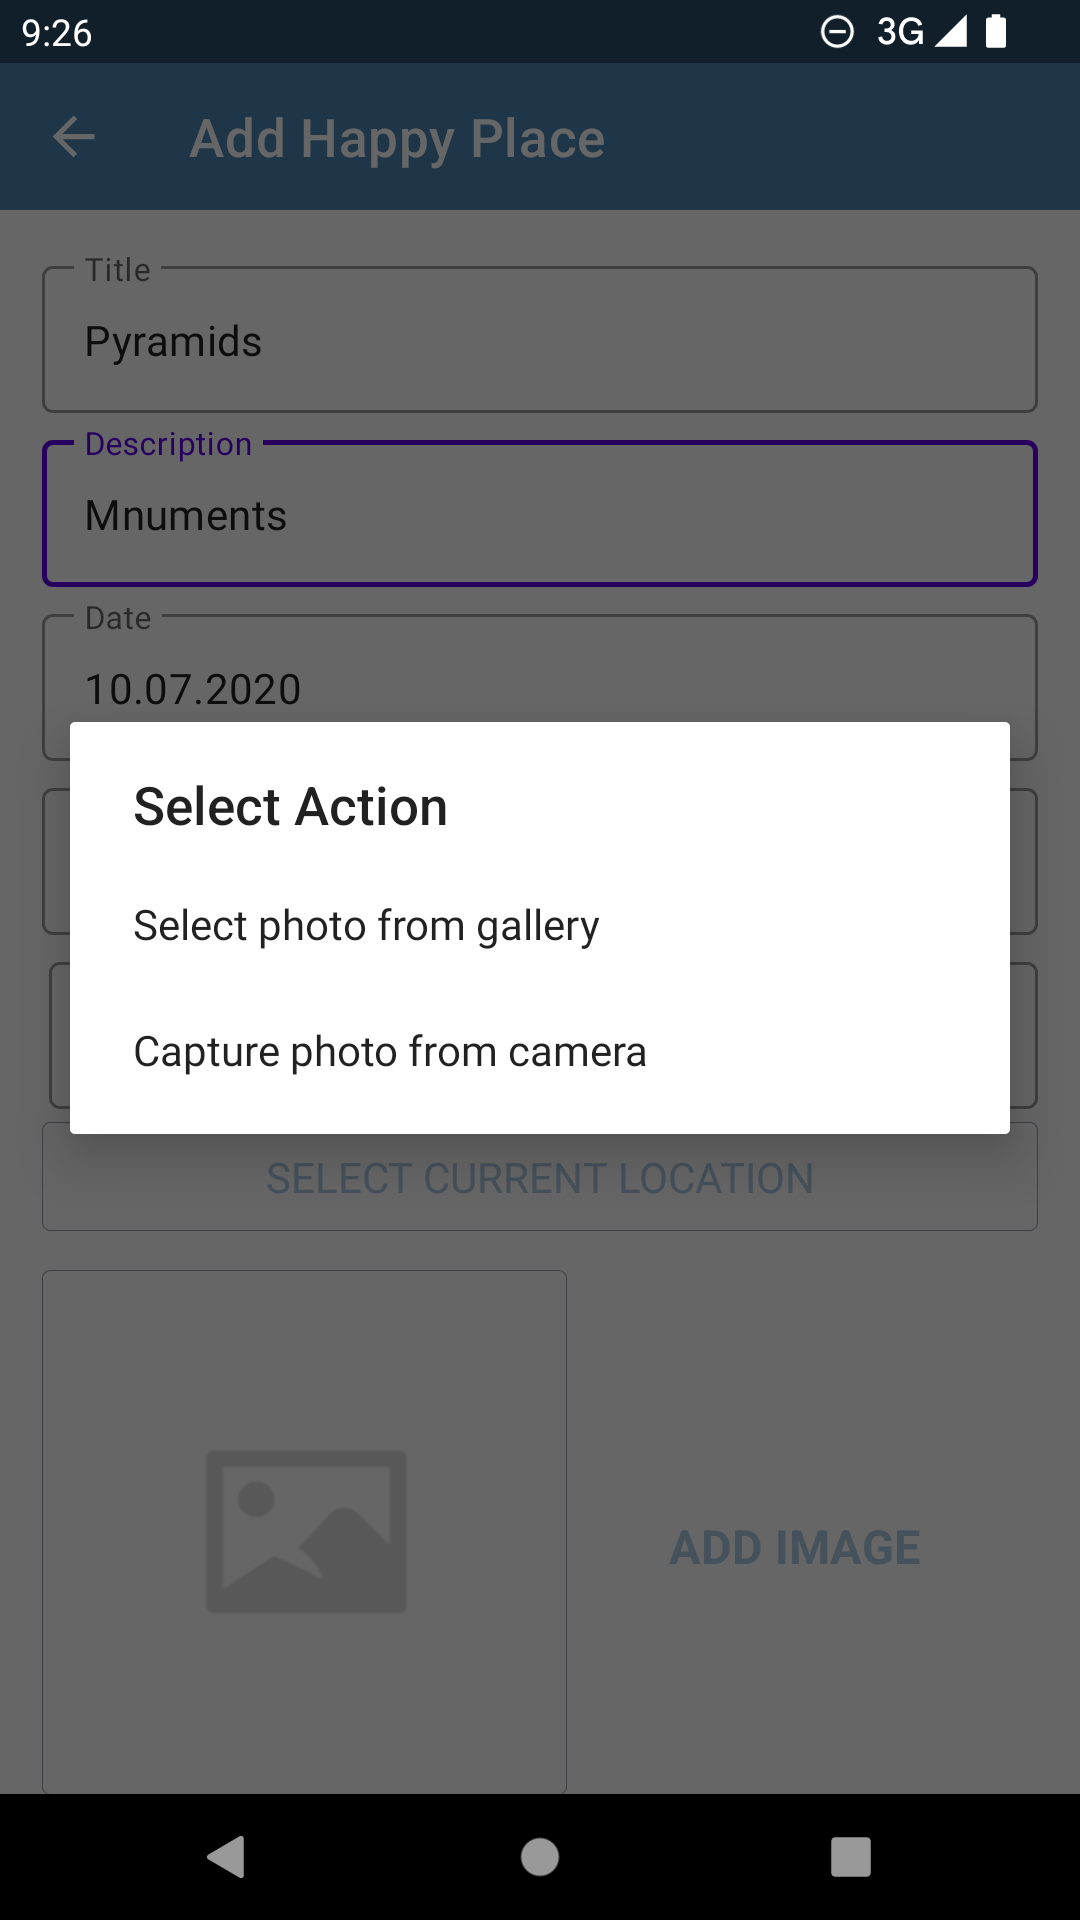 9:26
3G
Add Happy Place
Title
Pyramids
Description
Mnuments
Date
10.07.2020
Select Action
Select photo from gallery
Capture photo from camera
SELECT CURRENT LOCATION
ADD IMAGE